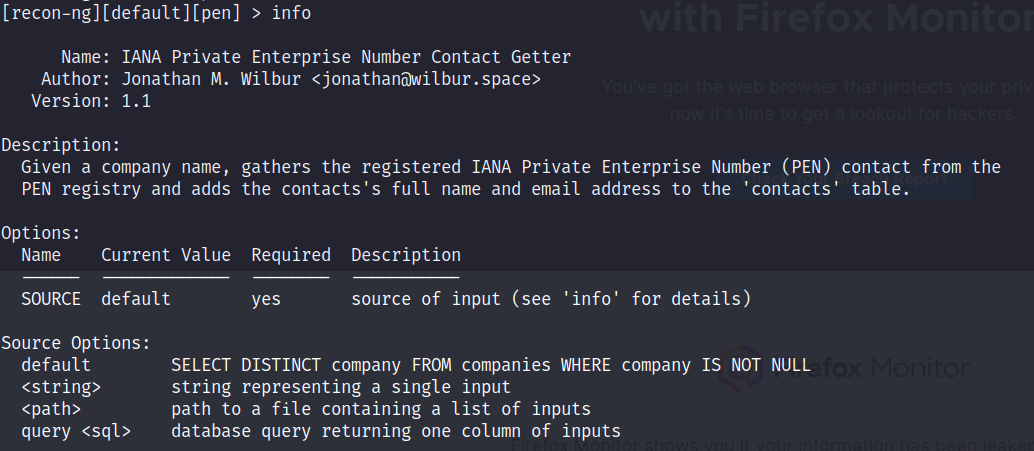 [recon-ng][default][pen] > info
with Firefox Monitor
Name: IANA Private Enterprise Number Contact Getter
Author: Jonathan M. Wilbur <jonathan@wilbur.space>
You've got the web browser that protects your priv
Version: 1.1
now it's time to get a lookout for hackers.
Description:
Given a company name, gathers the registered IANA Private Enterprise Number (PEN) contact from the
PEN registry and adds the contacts's full name and email address to the 'contacts' table.
Options:
Name Current Value Required Description
------ ------------- -------- -----------
SOURCE default yes source of input (see 'info' for details)
Source Options:
default SELECT DISTINCT company FROM companies WHERE company IS NOT NULL
<string> string representing a single input
Firefox Monitor
<path> path to a file containing a list of inputs
query <sql> database query returning one column of inputs
Firefox Monitor shows you if your information has been leaked